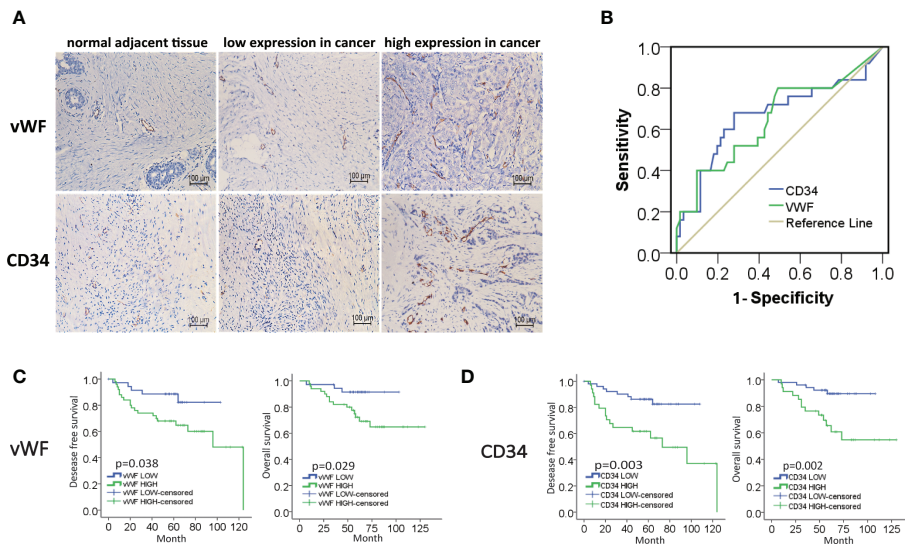 A
normal adjacent tissue low expression in cancer high expression in cancer
vWF
100 µm
100 µm
100 µm
CD34
100 µm
100 µm
100 µm
B
Sensitivity
1.0
0.8
0.6
0.4
0.2
0.0
CD34
VWF
Reference Line
0.0 0.2 0.4 0.6 0.8 1.0
1- Specificity
C
vWF
Desease free survival
1.0
0.8
0.6
0.4
0.2
0
p=0.038
vWF LOW
vWF HIGH
vWF LOW-censored
vWF HIGH-censored
0 20 40 60 80 100 120
Month
Overall survival
1.0
0.8
0.6
0.4
0.2
0
p=0.029
vWF LOW
vWF HIGH
vWF LOW-censored
vWF HIGH-censored
0 25 50 75 100 125
Month
D
CD34
Desease free survival
1.0
0.8
0.6
0.4
0.2
0
p=0.003
CD34 LOW
CD34 HIGH
CD34 LOW-censored
CD34 HIGH-censored
0 20 40 60 80 100 120
Month
Overall survival
1.0
0.8
0.6
0.4
0.2
0
p=0.002
CD34 LOW
CD34 HIGH
CD34 LOW-censored
CD34 HIGH-censored
0 25 50 75 100 125
Month